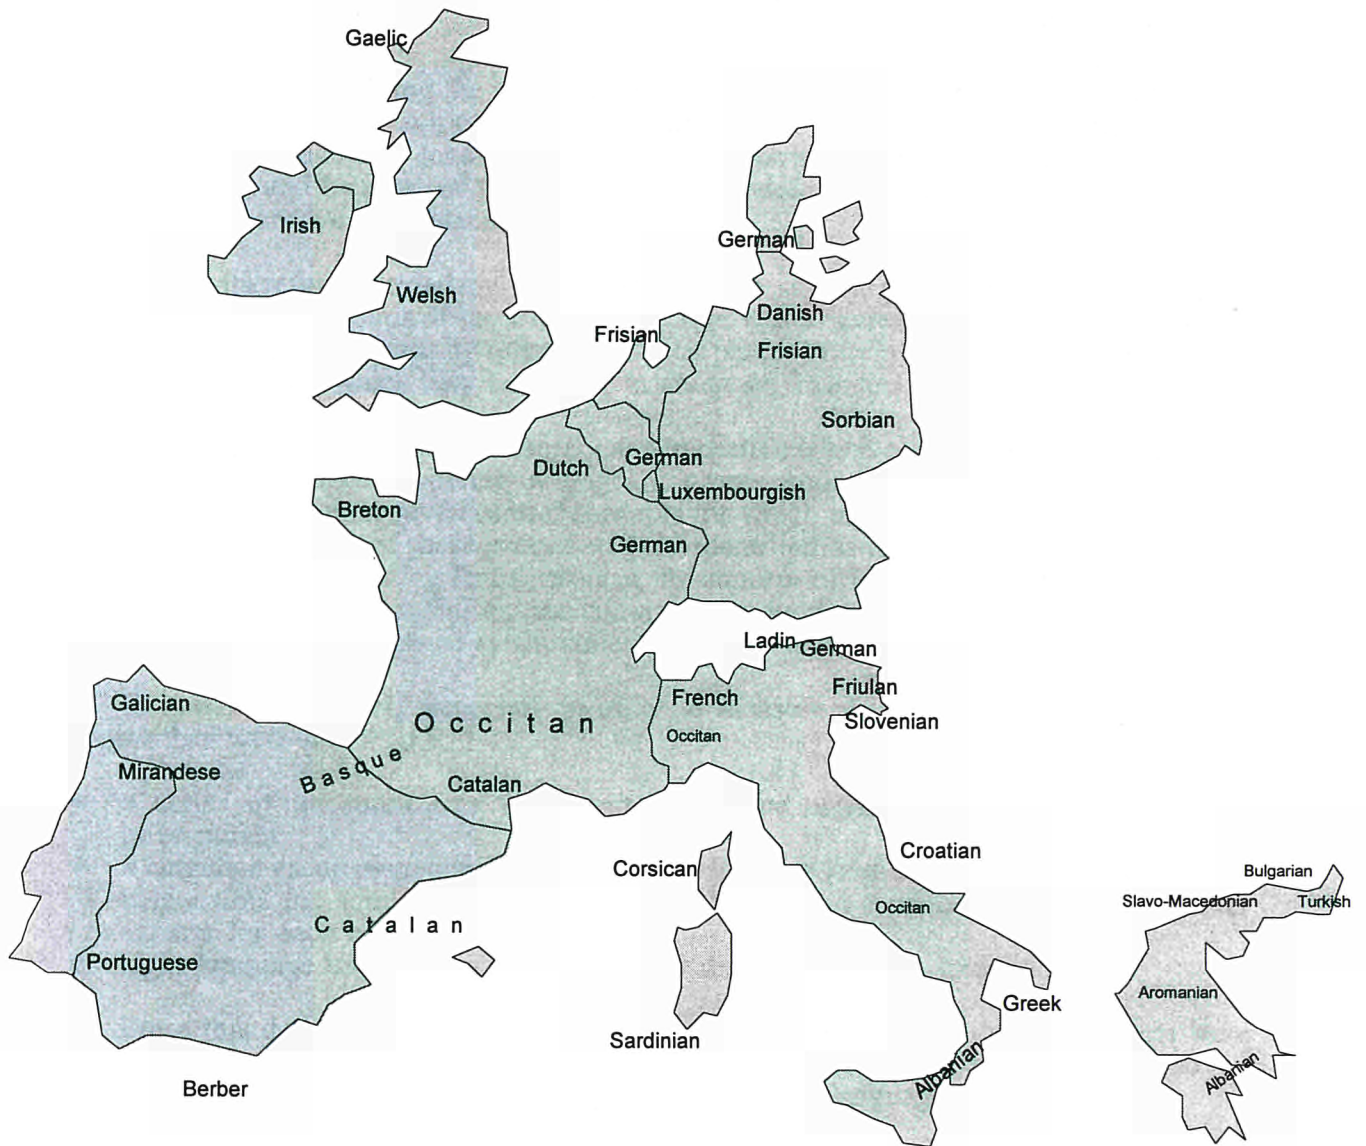 Gaelic
Irish
German
Welsh
Danish
Frisian
Frisian
Sorbian
German
Dutch
Luxembourgish
Breton
German
Ladin
German
Friulan
French
Galician
Slovenian
Occitan
Occitan
Basque
Mirandese
Catalan
Croatian
Corsican
Bulgarian
Slavo-Macedonian
Turkish
Occitan
Catalan
Portuguese
Aromanian
Greek
Sardinian
Albanian
Albanian
Berber